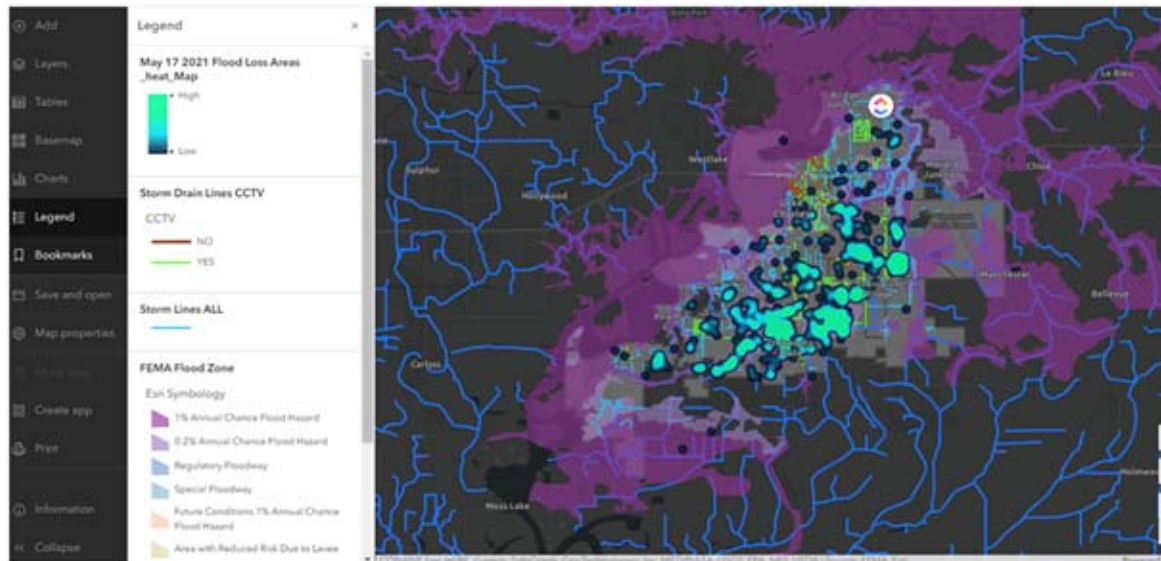 Add
Layers
Tables
Basemap
Charts
Legend
Bookmarks
Save and open
Map properties
Create app
Print
Information
Collapse
Legend
May 17 2021 Flood Loss Areas
_heat_Map
High
Low
Storm Drain Lines CCTV
CCTV
NO
YES
Storm Lines ALL
FEMA Flood Zone
Esri Symbology
1% Annual Chance Flood Hazard
0.2% Annual Chance Flood Hazard
Regulatory Floodway
Special Floodway
Future Conditions 1% Annual Chance
Flood Hazard
Area with Reduced Risk Due to Levee
Le Bleu
Westlake
Sulphur
Hollywood
Chloe
Manchester
Bellevue
Carlyss
Moss Lake